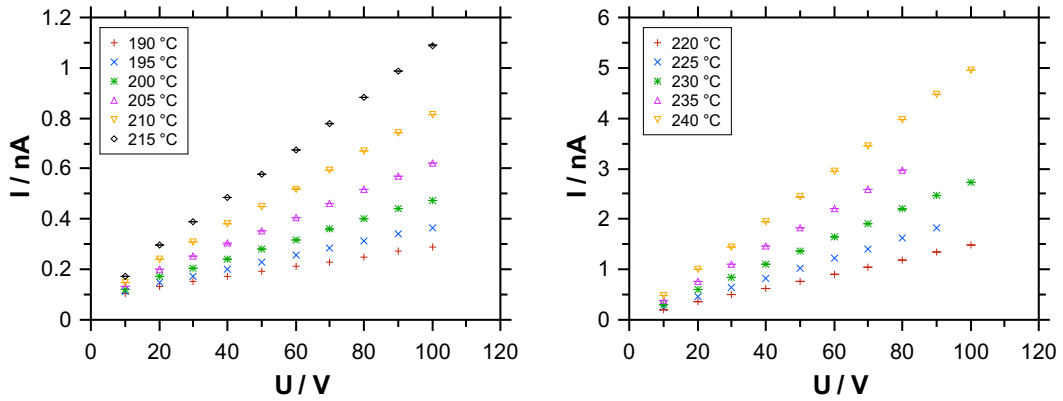 1.2
1
0.8
0.6
0.4
0.2
0
I / nA
190 °C
195 °C
200 °C
205 °C
210 °C
215 °C
0 20 40 60 80 100 120
U / V
6
5
4
3
2
1
0
I / nA
220 °C
225 °C
230 °C
235 °C
240 °C
0 20 40 60 80 100 120
U / V